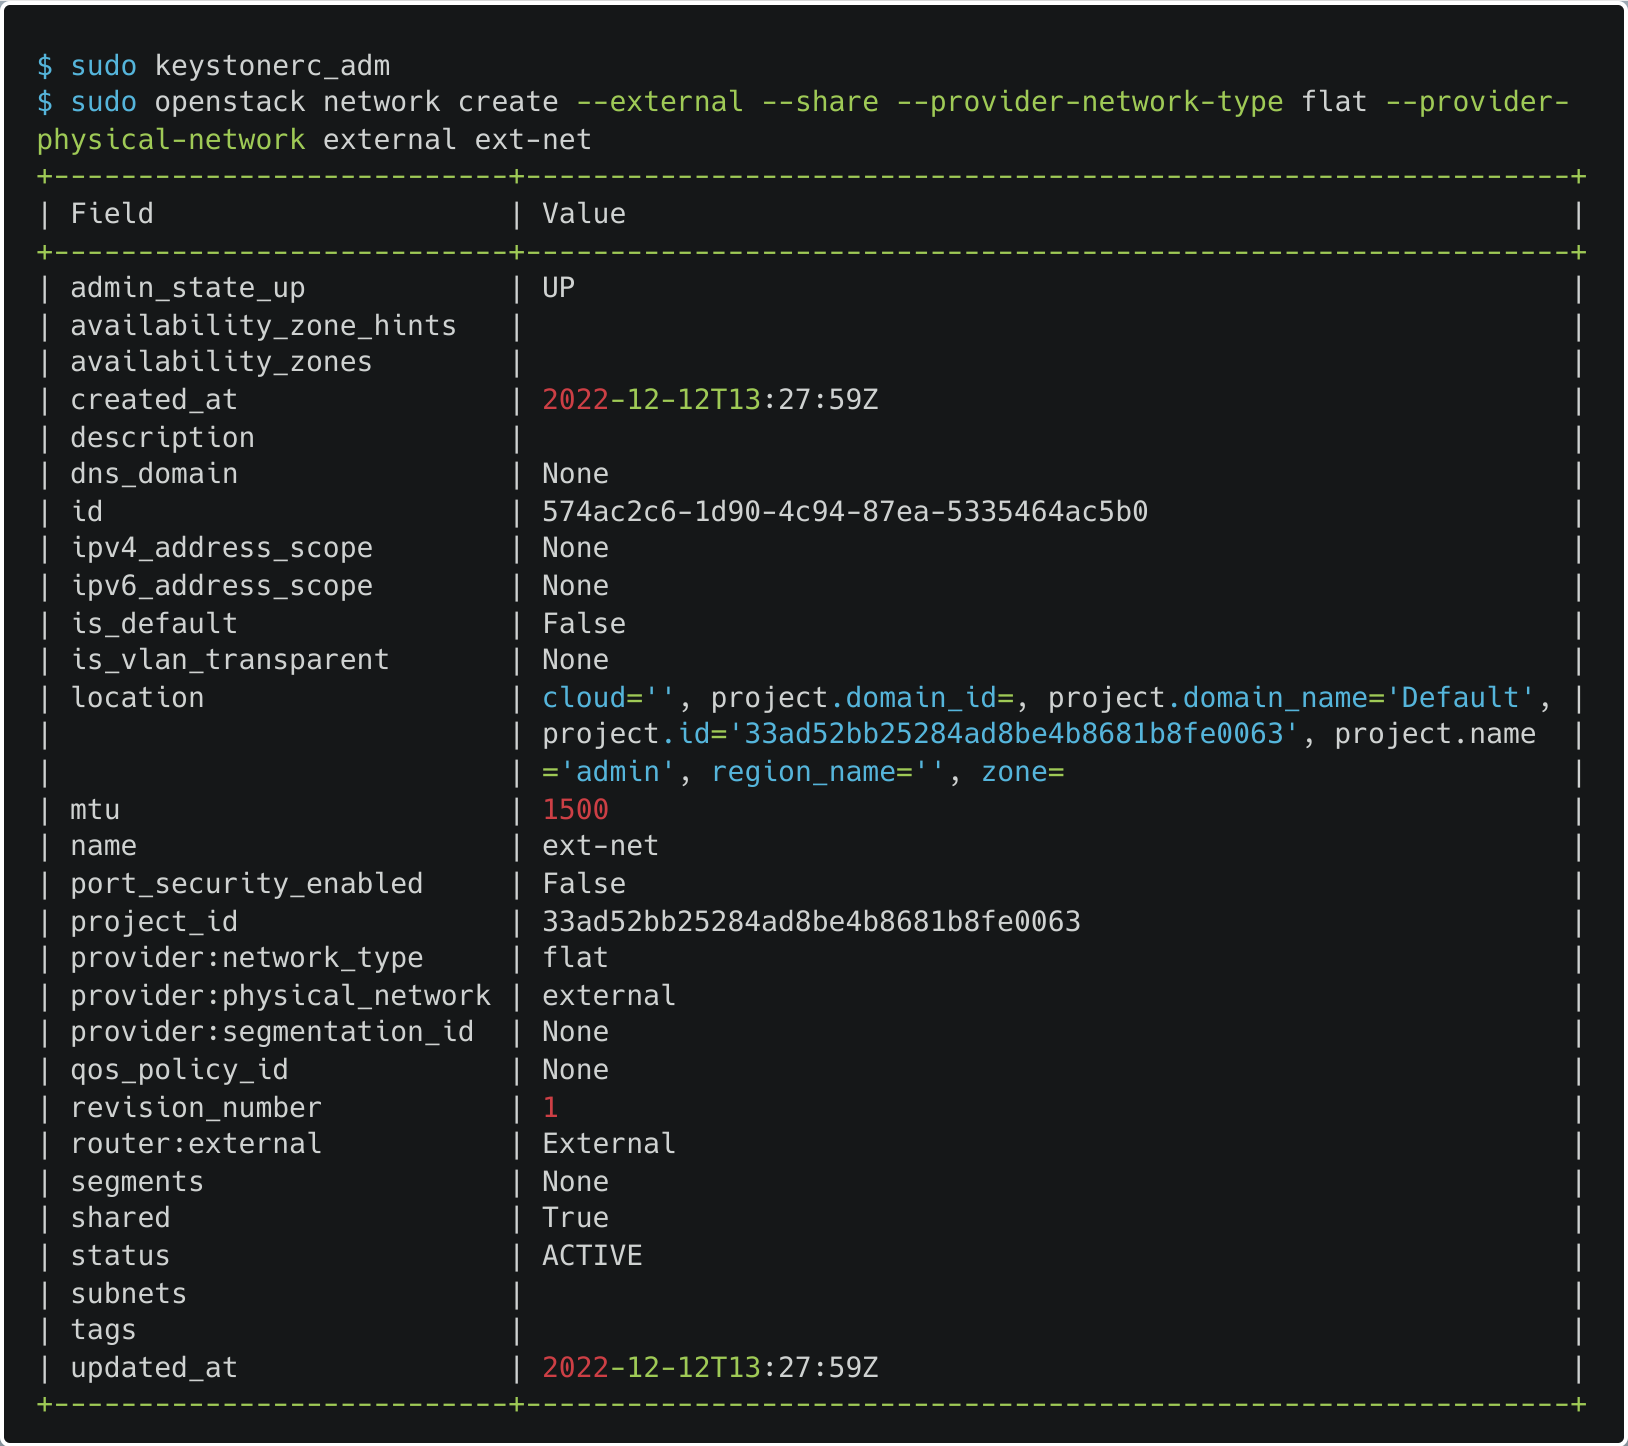 $ sudo keystonerc_adm
$ sudo openstack network create --external --share --provider-network-type flat --provider-
physical-network external ext-net
+---------------------------+--------------------------------------------------------------+
| Field                     | Value                                                        |
+---------------------------+--------------------------------------------------------------+
| admin_state_up            | UP                                                           |
| availability_zone_hints   |                                                              |
| availability_zones        |                                                              |
| created_at                | 2022-12-12T13:27:59Z                                         |
| description               |                                                              |
| dns_domain                | None                                                         |
| id                        | 574ac2c6-1d90-4c94-87ea-5335464ac5b0                         |
| ipv4_address_scope        | None                                                         |
| ipv6_address_scope        | None                                                         |
| is_default                | False                                                        |
| is_vlan_transparent       | None                                                         |
| location                  | cloud='', project.domain_id=, project.domain_name='Default', |
|                           | project.id='33ad52bb25284ad8be4b8681b8fe0063', project.name  |
|                           | ='admin', region_name='', zone=                              |
| mtu                       | 1500                                                         |
| name                      | ext-net                                                      |
| port_security_enabled     | False                                                        |
| project_id                | 33ad52bb25284ad8be4b8681b8fe0063                             |
| provider:network_type     | flat                                                         |
| provider:physical_network | external                                                     |
| provider:segmentation_id  | None                                                         |
| qos_policy_id             | None                                                         |
| revision_number           | 1                                                            |
| router:external           | External                                                     |
| segments                  | None                                                         |
| shared                    | True                                                         |
| status                    | ACTIVE                                                       |
| subnets                   |                                                              |
| tags                      |                                                              |
| updated_at                | 2022-12-12T13:27:59Z                                         |
+---------------------------+--------------------------------------------------------------+